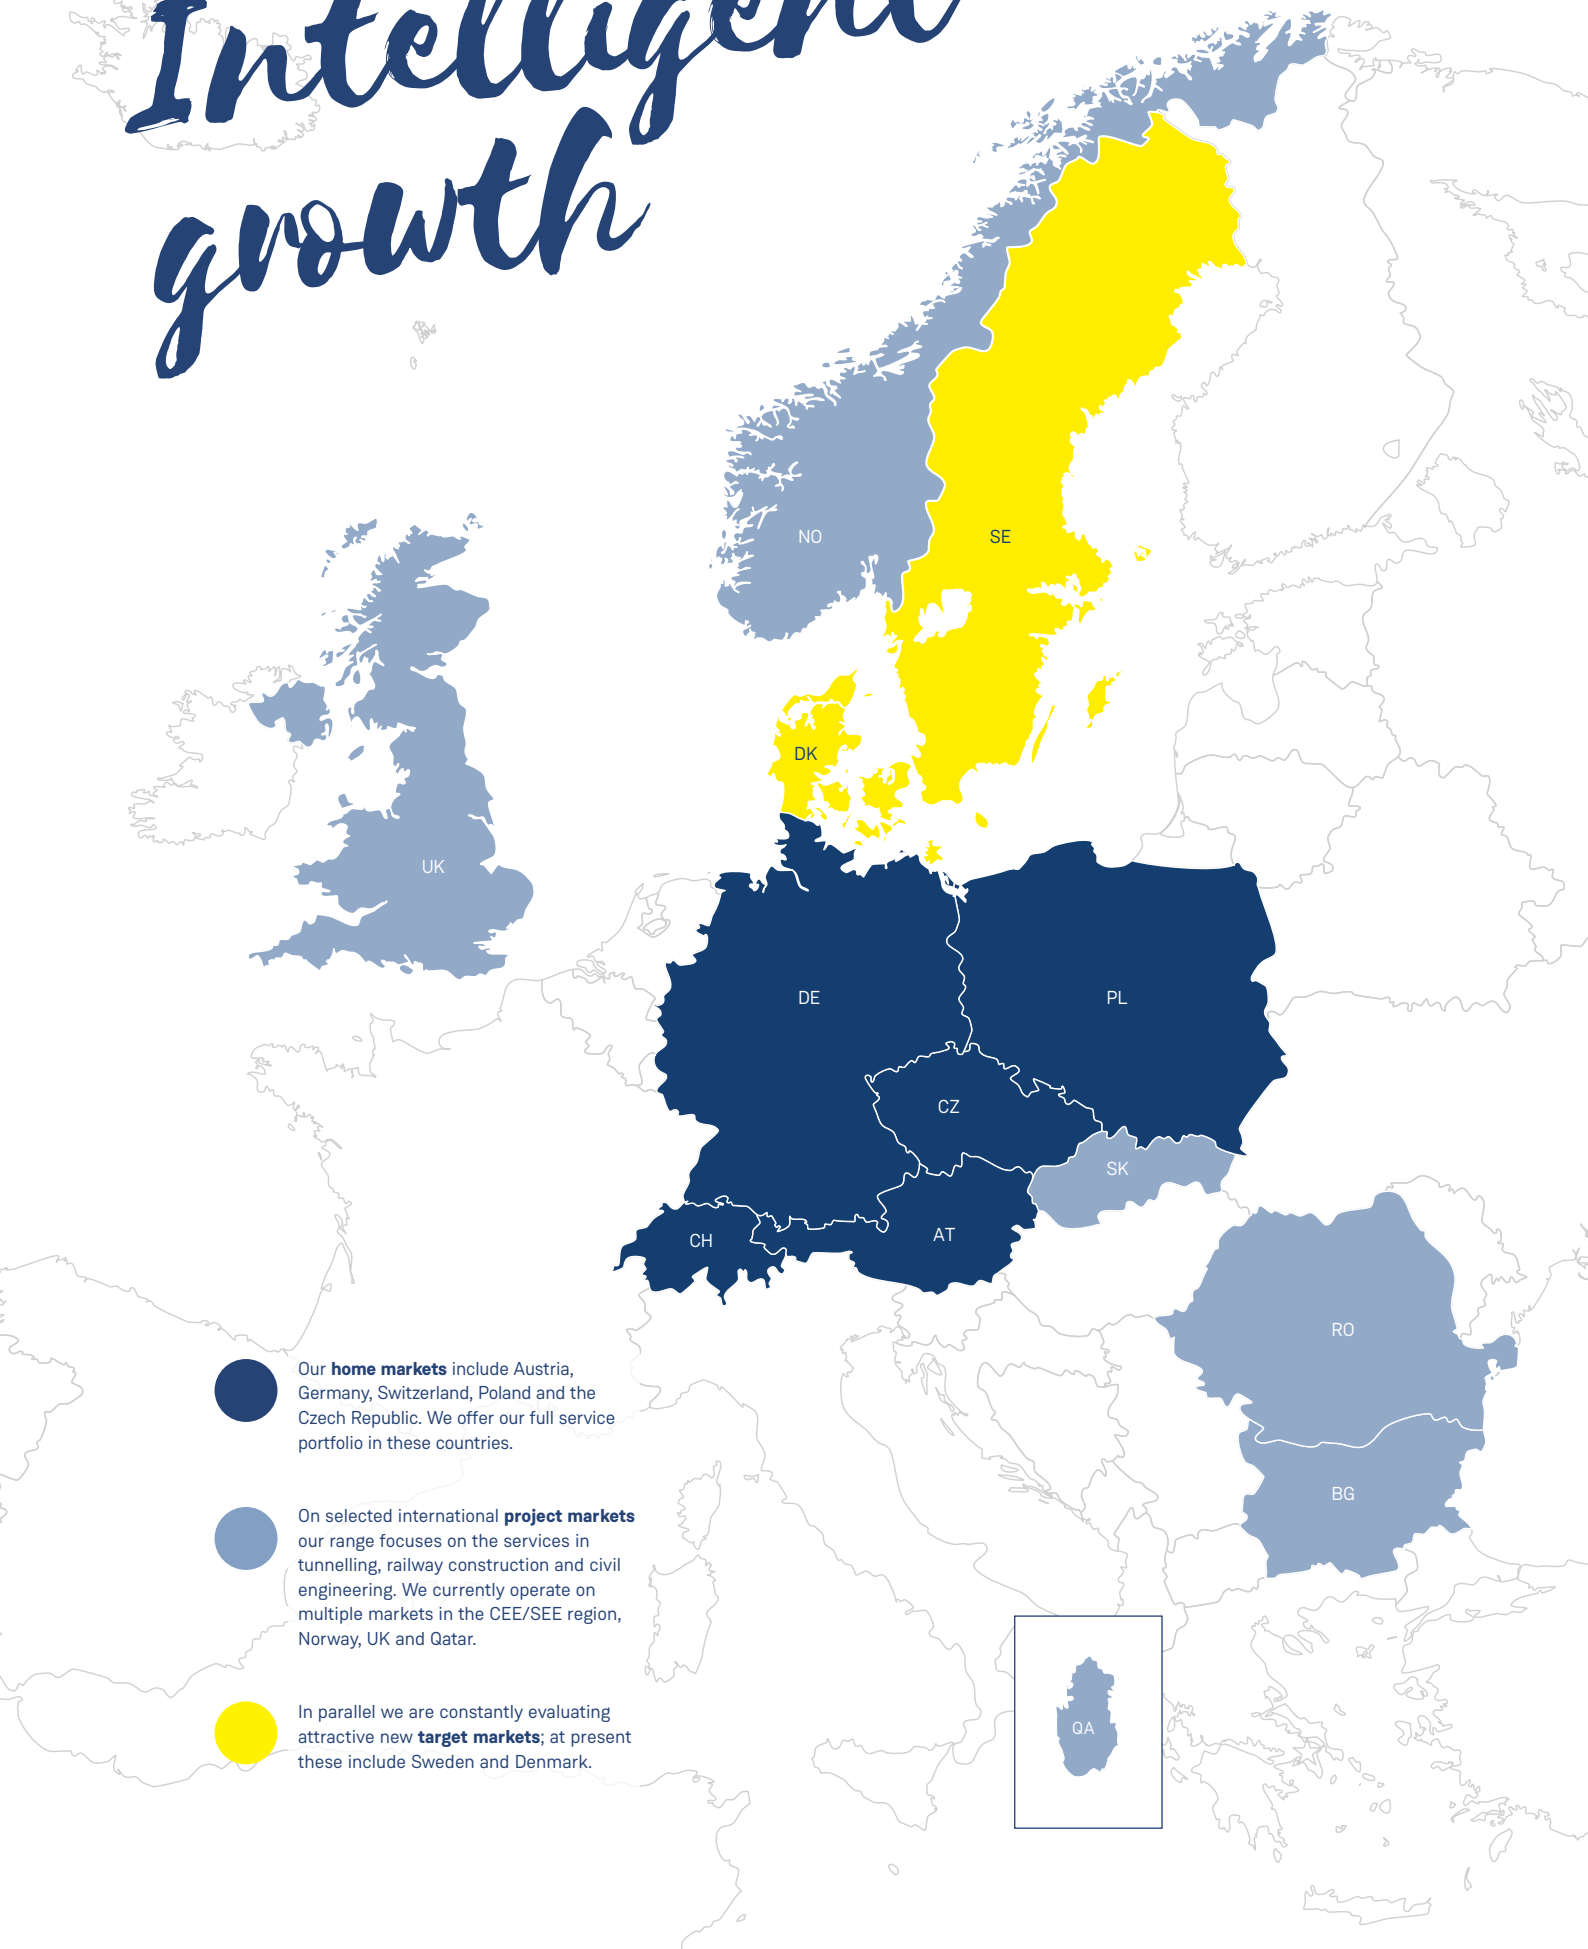 Intelligent
growth
NO
SE
DK
UK
DE
PL
CZ
SK
CH
AT
RO
BG
Our home markets include Austria,
Germany, Switzerland, Poland and the
Czech Republic. We offer our full service
portfolio in these countries.
On selected international project markets
our range focuses on the services in
tunnelling, railway construction and civil
engineering. We currently operate on
multiple markets in the CEE/SEE region,
Norway, UK and Qatar.
In parallel we are constantly evaluating
attractive new target markets; at present
these include Sweden and Denmark.
QA